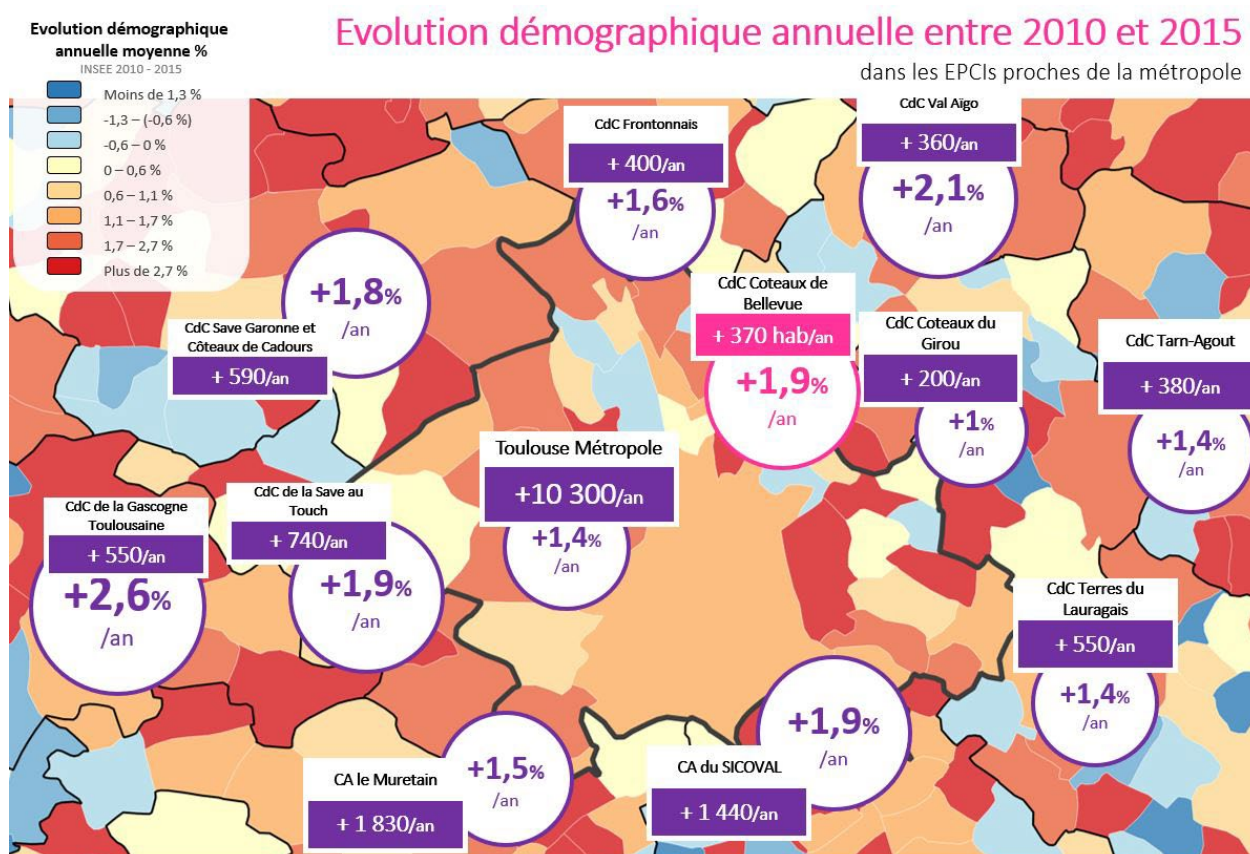 Evolution démographique
annuelle moyenne %
INSEE 2010 - 2015
Moins de 1,3 %
-1,3 – (-0,6 %)
-0,6 – 0 %
0 – 0,6 %
0,6 – 1,1 %
1,1 – 1,7 %
1,7 – 2,7 %
Plus de 2,7 %
Evolution démographique annuelle entre 2010 et 2015
dans les EPCIs proches de la métropole
CdC Frontonnais
+ 400/an
+1,6%
/an
CdC Val Aïgo
+ 360/an
+2,1%
/an
+1,8%
/an
CdC Save Garonne et
Côteaux de Cadours
+ 590/an
CdC Coteaux de
Bellevue
+ 370 hab/an
+1,9%
/an
CdC Coteaux du
Girou
+ 200/an
+1%
/an
CdC Tarn-Agout
+ 380/an
+1,4%
/an
Toulouse Métropole
+10 300/an
+1,4%
/an
CdC de la Gascogne
Toulousaine
+ 550/an
+2,6%
/an
CdC de la Save au
Touch
+ 740/an
+1,9%
/an
CdC Terres du
Lauragais
+ 550/an
+1,4%
/an
CA le Muretain
+ 1 830/an
+1,5%
/an
CA du SICOVAL
+ 1 440/an
+1,9%
/an